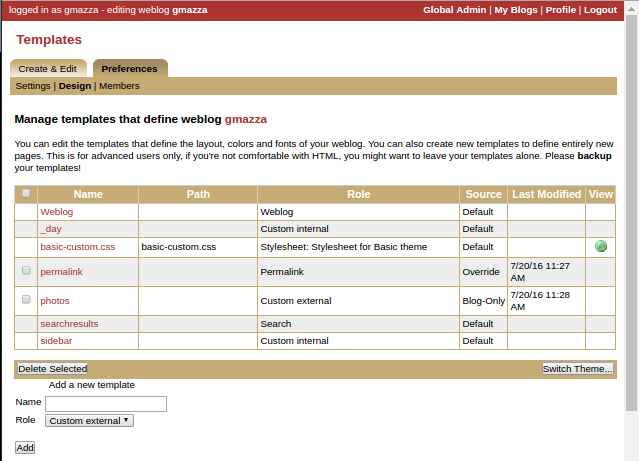 logged in as gmazza - editing weblog gmazza
Global Admin | My Blogs | Profile | Logout
Templates
Create & Edit Preferences
Settings | Design | Members
Manage templates that define weblog gmazza
You can edit the templates that define the layout, colors and fonts of your weblog. You can also create new templates to define entirely new
pages. This is for advanced users only, if you're not comfortable with HTML, you might want to leave your templates alone. Please backup
your templates!
Name Path Role Source Last Modified View
Weblog Weblog Default
_day Custom internal Default
basic-custom.css basic-custom.css Stylesheet: Stylesheet for Basic theme Default
permalink Permalink Override 7/20/16 11:27
AM
photos Custom external Blog-Only 7/20/16 11:28
AM
searchresults Search Default
sidebar Custom internal Default
Delete Selected Switch Theme...
Add a new template
Name
Role Custom external
Add